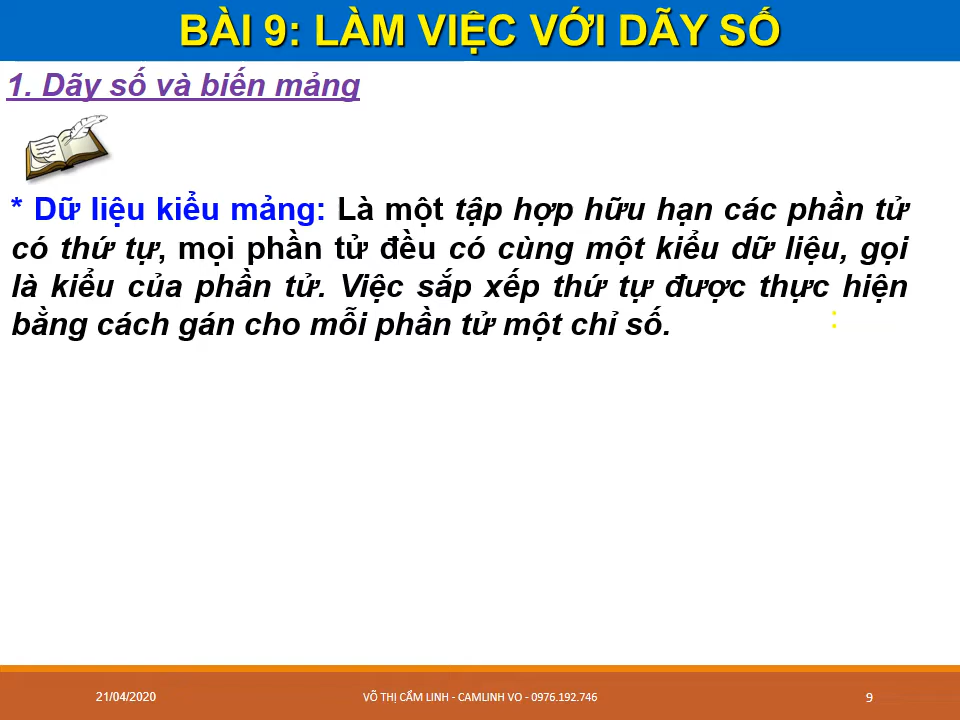 BÀI 9: LÀM VIỆC VỚI DÃY SỐ
1. Dãy số và biến mảng
* Dữ liệu kiểu mảng: Là một tập hợp hữu hạn các phần tử
có thứ tự, mọi phần tử đều có cùng một kiểu dữ liệu, gọi
là kiểu của phần tử. Việc sắp xếp thứ tự được thực hiện
bằng cách gán cho mỗi phần tử một chỉ số.
:
21/04/2020
VÕ THỊ CẨM LINH - CAMLINH VO - 0976.192.746
9